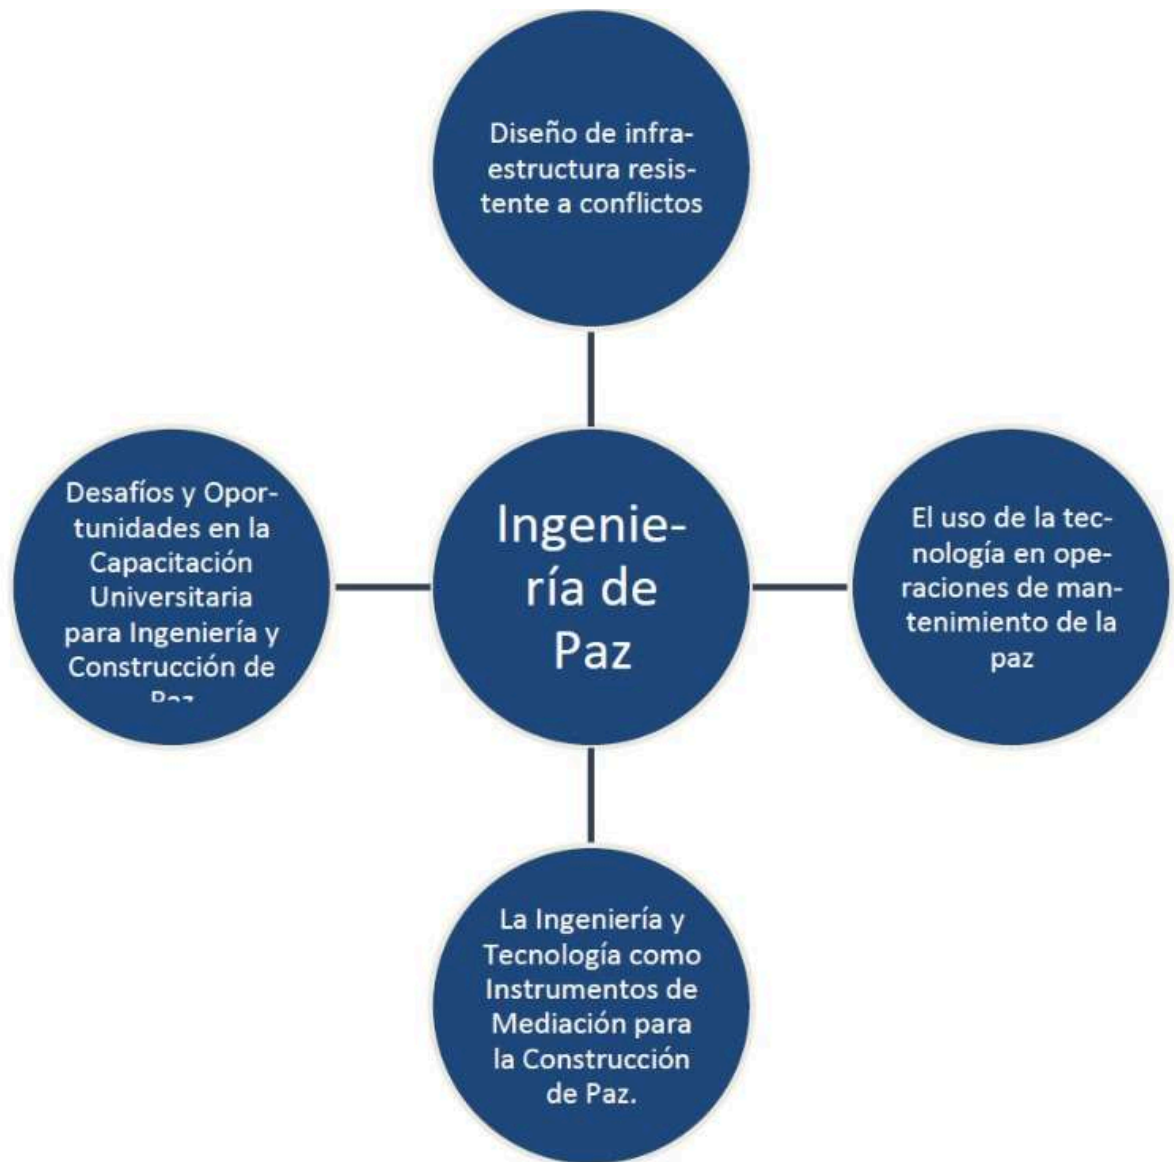 Diseño de infra-
estructura resis-
tente a conflictos
Desafíos y Opor-
tunidades en la
Capacitación
Universitaria
para Ingeniería y
Construcción de
Paz
Ingenie-
ría de
Paz
El uso de la tec-
nología en ope-
raciones de man-
tenimiento de la
paz
La Ingeniería y
Tecnología como
Instrumentos de
Mediación para
la Construcción
de Paz.